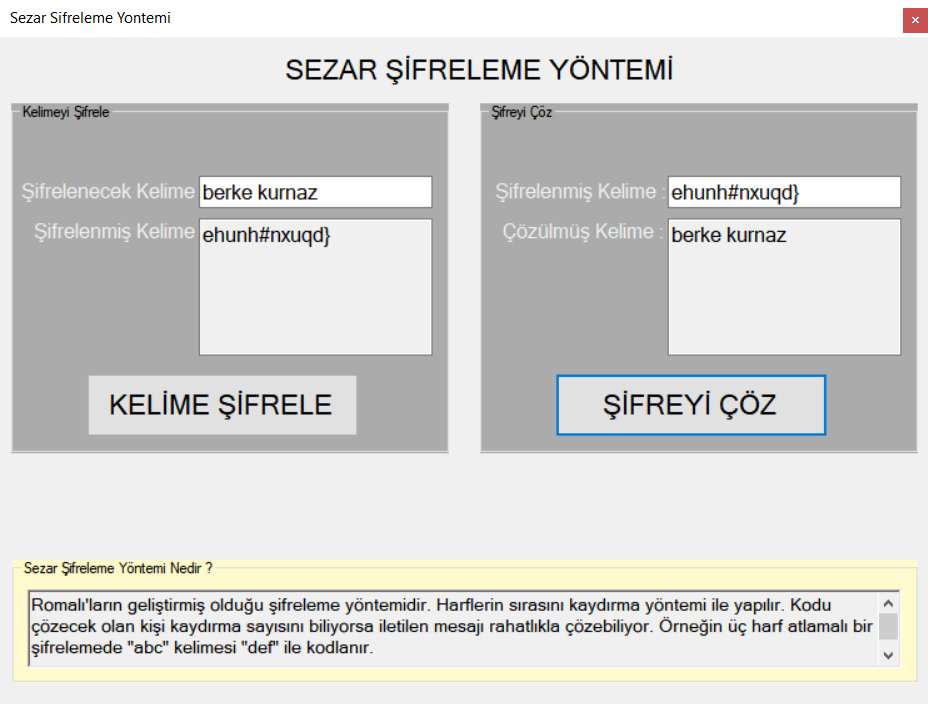 Sezar Sifreleme Yontemi
SEZAR ŞİFRELEME YÖNTEMİ
Kelimeyi Şifrele
Şifrelenecek Kelime
berke kurnaz
Şifrelenmiş Kelime
ehunh#nxuqd}
KELİME ŞİFRELE
Şifreyi Çöz
Şifrelenmiş Kelime :
ehunh#nxuqd}
Çözülmüş Kelime :
berke kurnaz
ŞİFREYİ ÇÖZ
Sezar Şifreleme Yöntemi Nedir ?
Romalı'ların geliştirmiş olduğu şifreleme yöntemidir. Harflerin sırasını kaydırma yöntemi ile yapılır. Kodu
çözecek olan kişi kaydırma sayısını biliyorsa iletilen mesajı rahatlıkla çözebiliyor. Örneğin üç harf atlamalı bir
şifrelemede "abc" kelimesi "def" ile kodlanır.